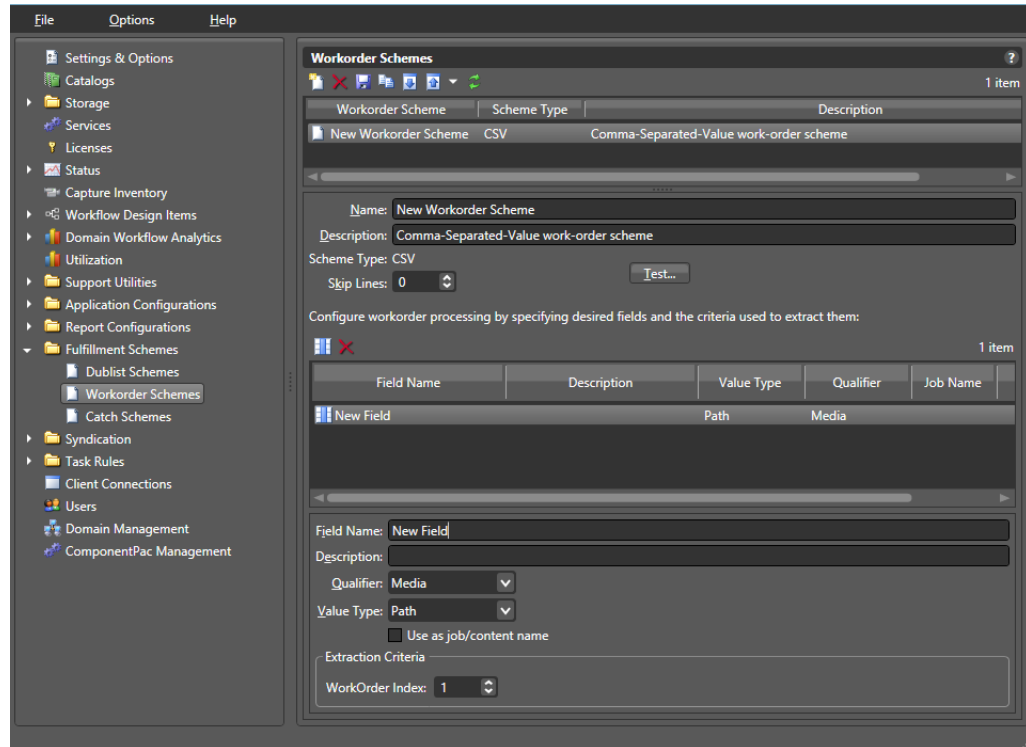 File Options Help
Settings & Options
Catalogs
Storage
Services
Licenses
Status
Capture Inventory
Workflow Design Items
Domain Workflow Analytics
Utilization
Support Utilities
Application Configurations
Report Configurations
Fulfillment Schemes
Dublist Schemes
Workorder Schemes
Catch Schemes
Syndication
Task Rules
Client Connections
Users
Domain Management
ComponentPac Management
Workorder Schemes ?
1 item
Workorder Scheme Scheme Type Description
New Workorder Scheme CSV Comma-Separated-Value work-order scheme
Name: New Workorder Scheme
Description: Comma-Separated-Value work-order scheme
Scheme Type: CSV
Skip Lines: 0 Test...
Configure workorder processing by specifying desired fields and the criteria used to extract them:
1 item
Field Name Description Value Type Qualifier Job Name
New Field Path Media
Field Name: New Field
Description:
Qualifier: Media
Value Type: Path
Use as job/content name
Extraction Criteria
WorkOrder Index: 1